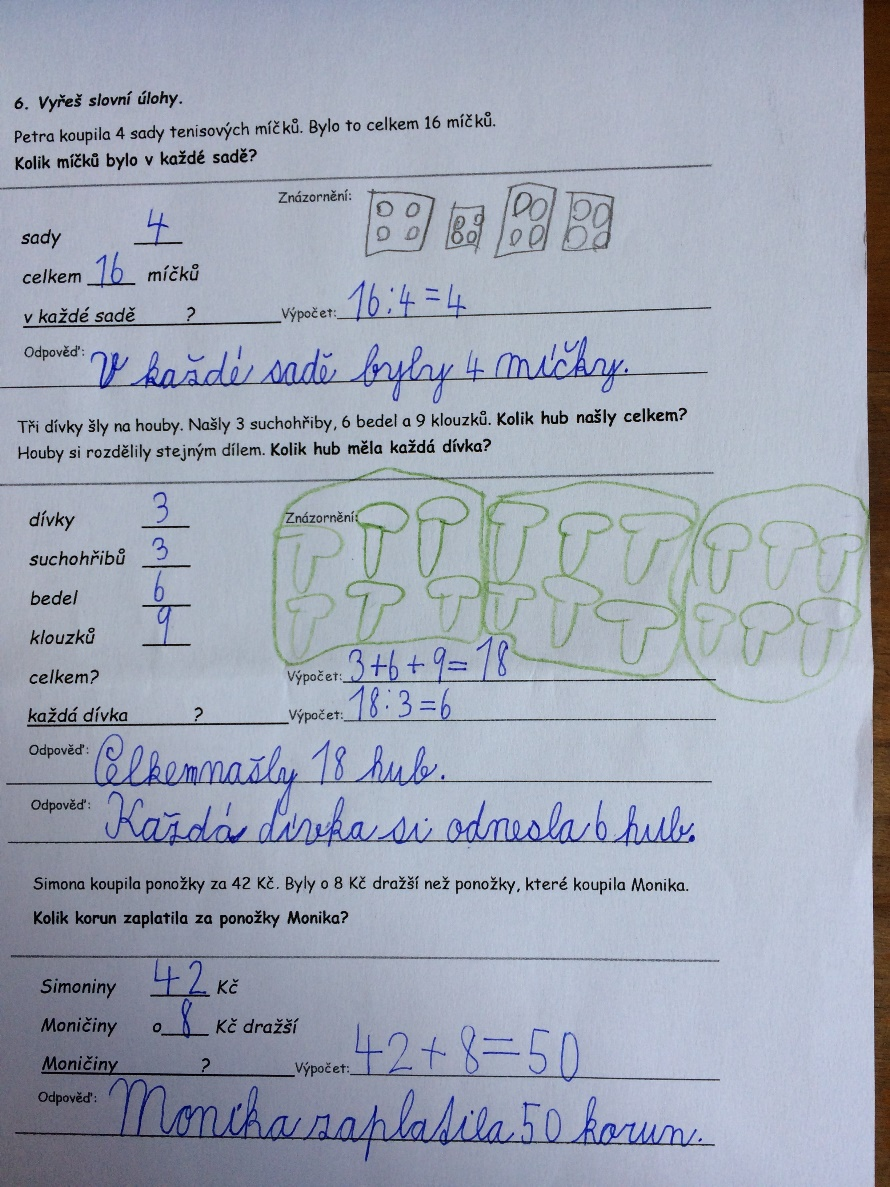 6. Vyřeš slovní úlohy.
Petra koupila 4 sady tenisových míčků. Bylo to celkem 16 míčků.
Kolik míčků bylo v každé sadě?
Znázornění:
sady 4
celkem 16 míčků
v každé sadě ? Výpočet: 16:4=4
Odpověď: V každé sadě byly 4 míčky.
Tři dívky šly na houby. Našly 3 suchohřiby, 6 bedel a 9 klouzků. Kolik hub našly celkem?
Houby si rozdělily stejným dílem. Kolik hub měla každá dívka?
dívky 3 Znázornění:
suchohřibů 3
bedel 6
klouzků 9
celkem? Výpočet: 3+6+9=18
každá dívka ? Výpočet: 18:3=6
Odpověď: Celkem našly 18 hub.
Odpověď: Každá dívka si odnesla 6 hub.
Simona koupila ponožky za 42 Kč. Byly o 8 Kč dražší než ponožky, které koupila Monika.
Kolik korun zaplatila za ponožky Monika?
Simoniny 42 Kč
Moničiny o 8 Kč dražší
Moničiny ? Výpočet: 42+8=50
Odpověď: Monika zaplatila 50 korun.